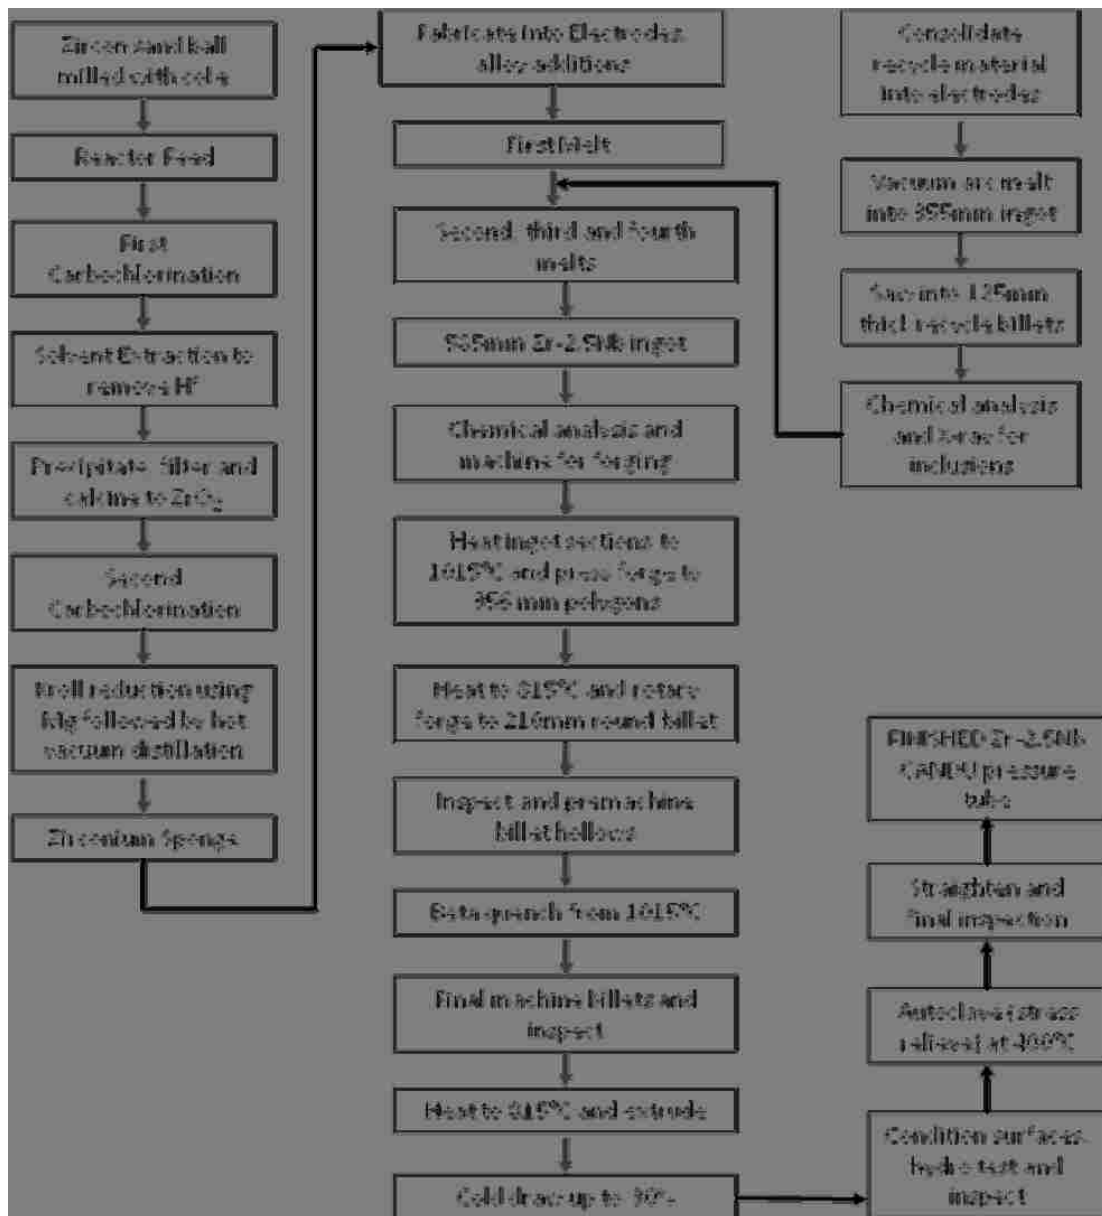 Zircon sand ball
milled with coke
Reactor Feed
First
Carbochlorination
Solvent Extraction to
remove Hf
Precipitate, filter and
calcine to ZrO2
Second
Carbochlorination
Kroll reduction using
Mg followed by hot
vacuum distillation
Zirconium Sponge
Fabricate into Electrodes,
alloy additions
First Melt
Second, third and fourth
melts
Zr-2.5Nb ingot
Chemical analysis and
machine for forging
Heat ingot sections to
1015°C and press forge to
mm polygons
Heat to 815°C and rotary
forge to 210mm round billet
Inspect and premachine
billet hollows
Beta quench from 1015°C
Final machine billets and
inspect
Heat to 815°C and extrude
Cold draw up to
Consolidate
recycle material
into electrodes
Vacuum arc melt
into ingot
Saw into 125mm
thick recycle billets
Chemical analysis
and X-ray for
inclusions
FINISHED Zr-2.5Nb
CANDU pressure
tube
Straighten and
final inspection
Autoclave (stress
relieve) at 400°C
Condition surfaces,
hydro test and
inspect